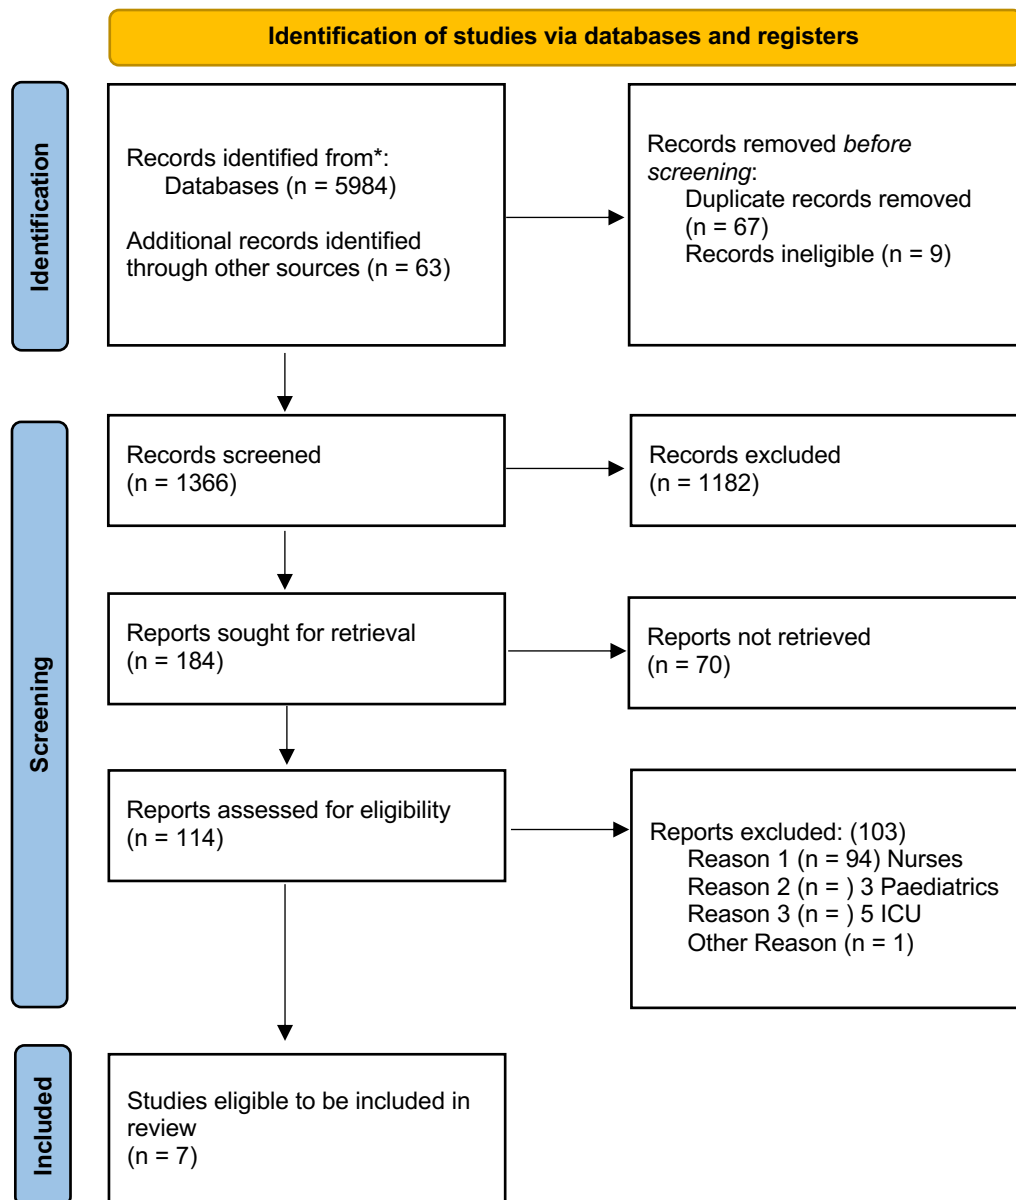 Identification of studies via databases and registers
Identification
Records identified from*:
Databases (n = 5984)
Additional records identified
through other sources (n = 63)
Records removed before
screening:
Duplicate records removed
(n = 67)
Records ineligible (n = 9)
Screening
Records screened
(n = 1366)
Records excluded
(n = 1182)
Reports sought for retrieval
(n = 184)
Reports not retrieved
(n = 70)
Reports assessed for eligibility
(n = 114)
Reports excluded: (103)
Reason 1 (n = 94) Nurses
Reason 2 (n = ) 3 Paediatrics
Reason 3 (n = ) 5 ICU
Other Reason (n = 1)
Included
Studies eligible to be included in
review
(n = 7)